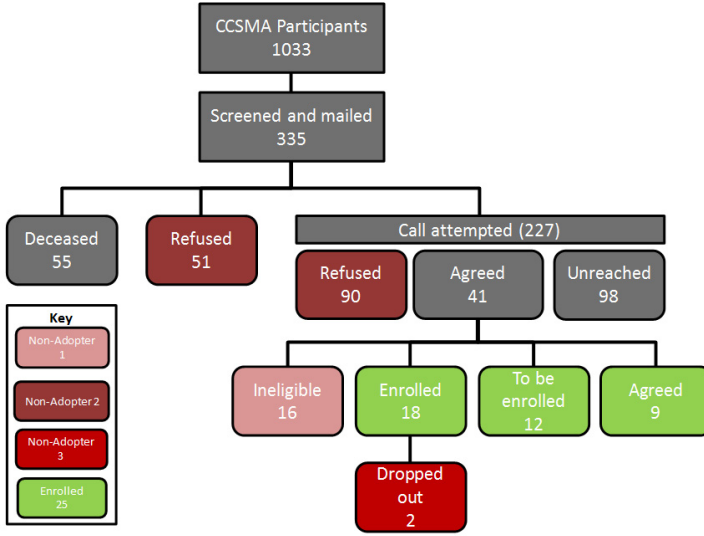 CCSMA Participants
1033
Screened and mailed
335
Deceased
55
Refused
51
Call attempted (227)
Refused
90
Agreed
41
Unreached
98
Key
Non-Adopter
1
Non-Adopter 2
Non-Adopter
3
Enrolled
25
Ineligible
16
Enrolled
18
To be
enrolled
12
Agreed
9
Dropped
out
2